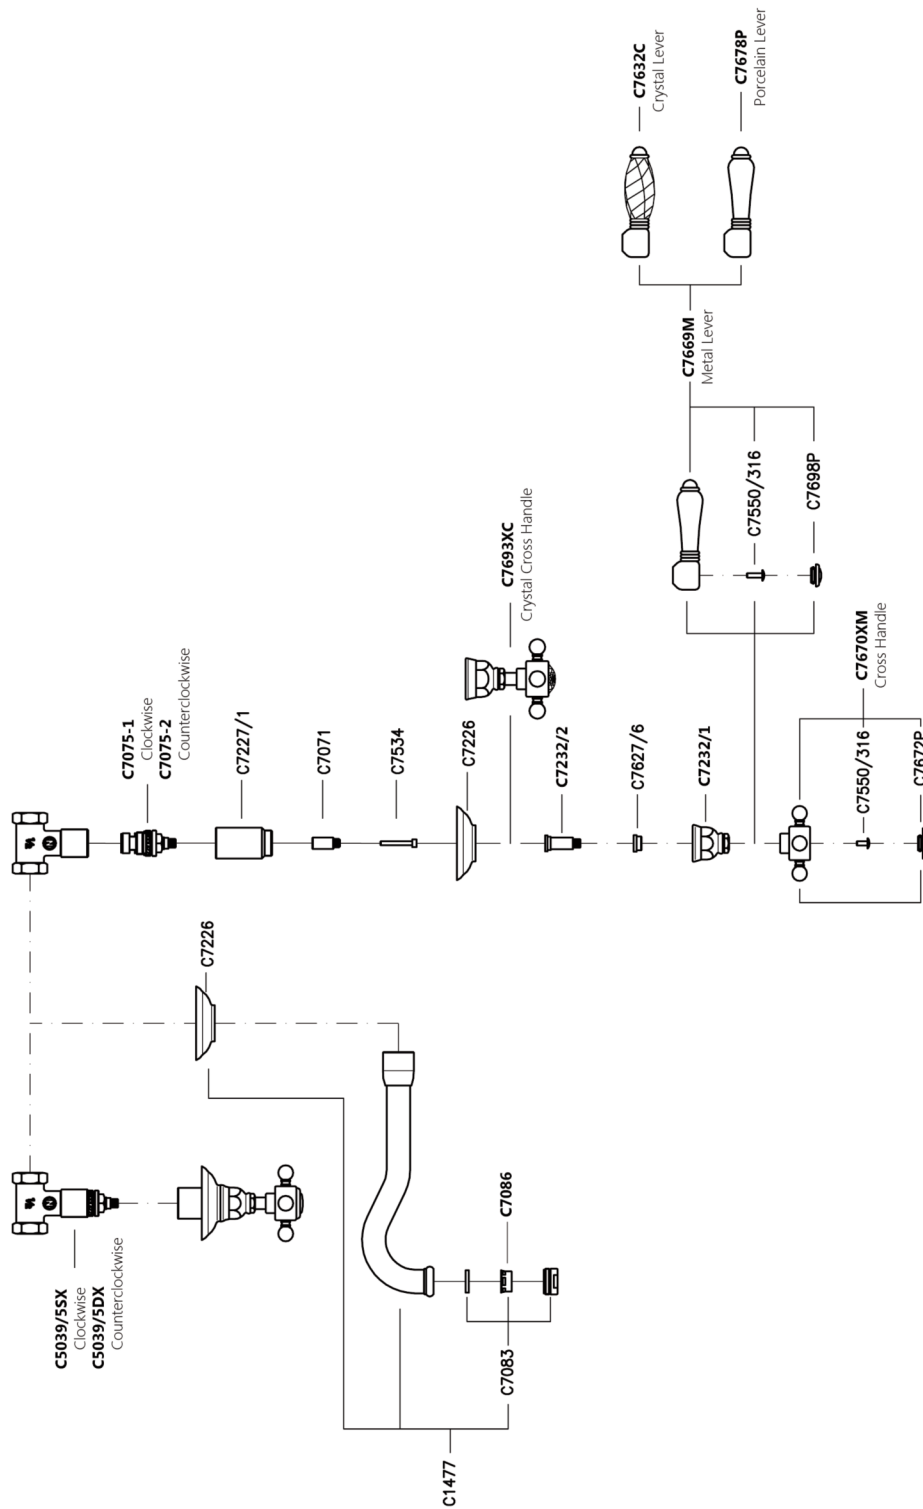 C5039/5SX
Clockwise
C5039/5DX
Counterclockwise
C7075-1
Clockwise
C7075-2
Counterclockwise
C7226
C7227/1
C7071
C7534
C1477
C7226
C7083
C7086
C7693XC
Crystal Cross Handle
C7232/2
C7627/6
C7632C
Crystal Lever
C7669M
Metal Lever
C7232/1
C7678P
Porcelain Lever
C7550/316
C7698P
C7550/316
C7670XM
Cross Handle
C7672P